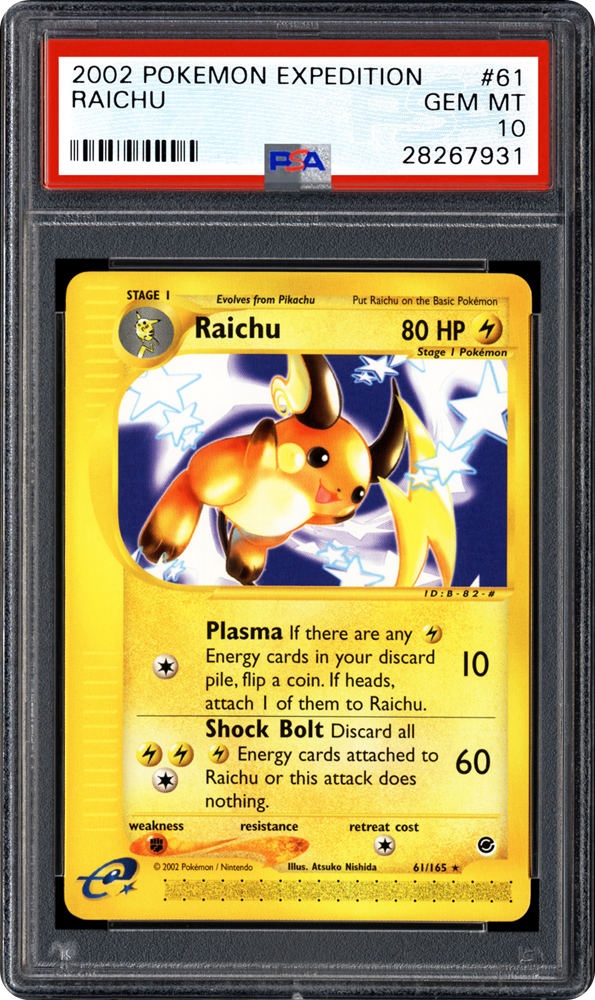 2002 POKEMON EXPEDITION #61
RAICHU GEM MT
10
PSA 28267931
STAGE 1 Evolves from Pikachu Put Raichu on the Basic Pokémon
Raichu 80 HP
Stage 1 Pokémon
ID:B-82-#
Plasma If there are any
Energy cards in your discard
pile, flip a coin. If heads,
attach 1 of them to Raichu.
10
Shock Bolt Discard all
Energy cards attached to
Raichu or this attack does
nothing.
60
weakness resistance retreat cost
© 2002 Pokémon / Nintendo Illus. Atsuko Nishida 61/165 ★
e